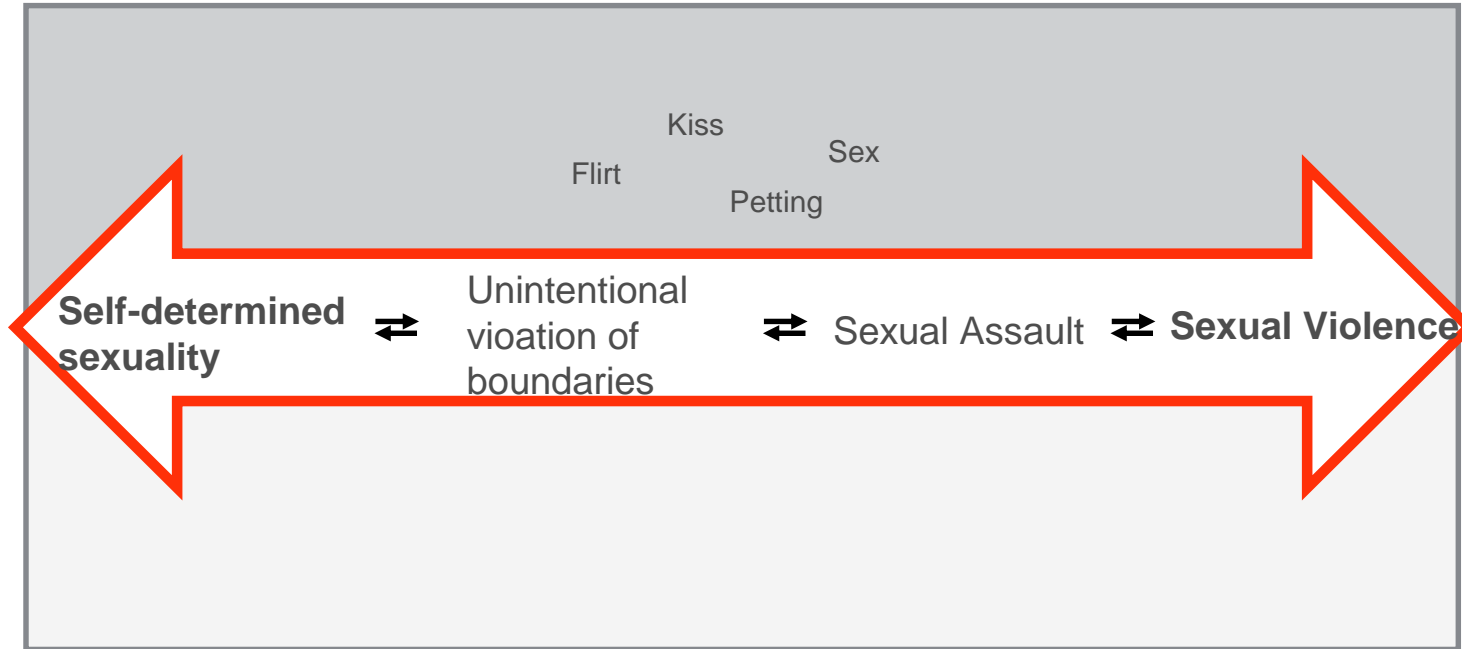 Kiss
Sex
Flirt
Petting
Self-determined
sexuality
Unintentional
vioation of
boundaries
Sexual Assault
Sexual Violence